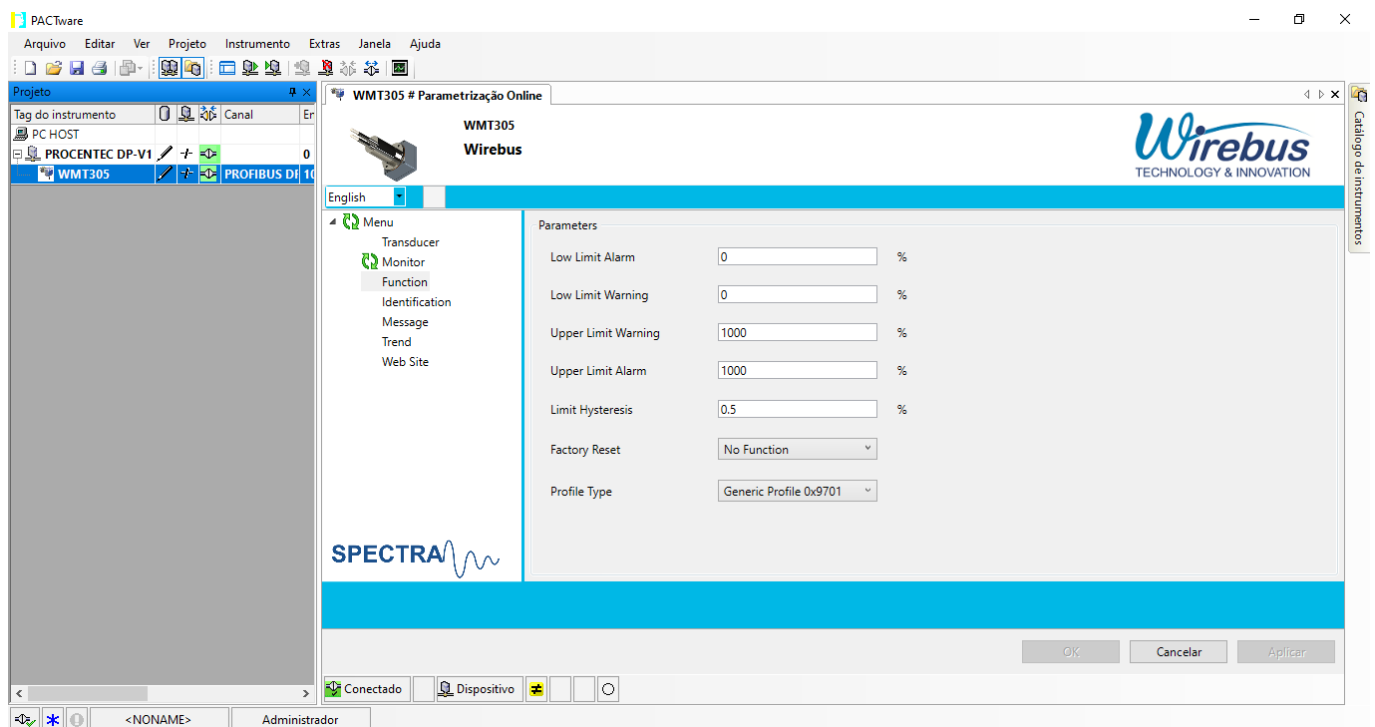 PACTware
Arquivo Editar Ver Projeto Instrumento Extras Janela Ajuda
Projeto
Tag do instrumento Canal
PC HOST
PROCENTEC DP-V1 0
WMT305 PROFIBUS
WMT305 # Parametrização Online
WMT305
Wirebus
Wirebus
TECHNOLOGY & INNOVATION
English
Menu
Transducer
Monitor
Function
Identification
Message
Trend
Web Site
SPECTRA
Parameters
Low Limit Alarm 0 %
Low Limit Warning 0 %
Upper Limit Warning 1000 %
Upper Limit Alarm 1000 %
Limit Hysteresis 0.5 %
Factory Reset No Function
Profile Type Generic Profile 0x9701
OK Cancelar Aplicar
Conectado Dispositivo
<NONAME> Administrador
Catálogo de instrumentos